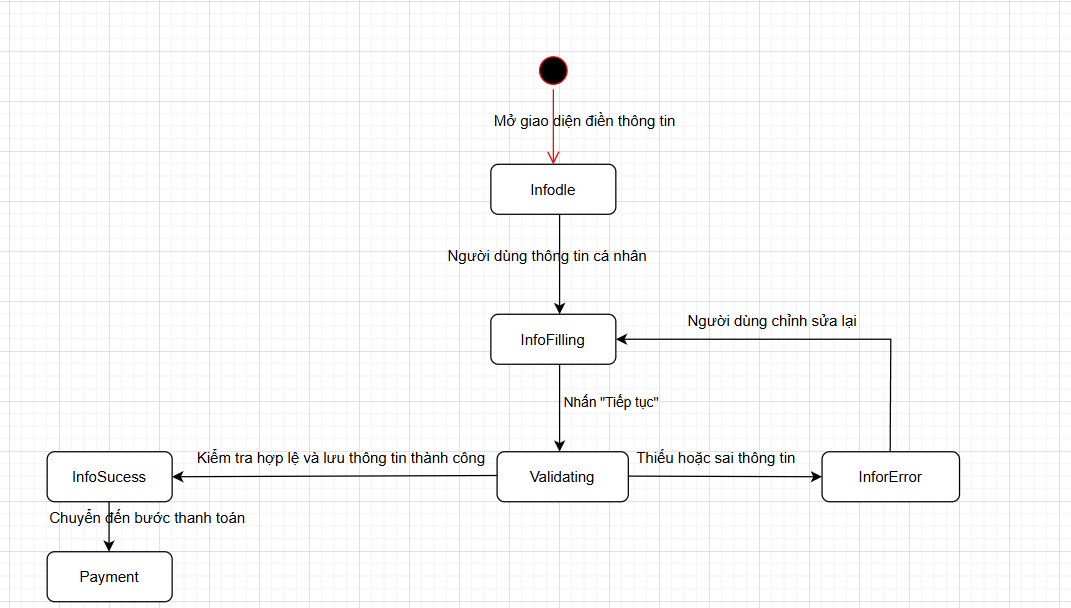 Mở giao diện điền thông tin
Infodle
Người dùng thông tin cá nhân
Người dùng chỉnh sửa lại
InfoFilling
Nhấn "Tiếp tục"
Kiểm tra hợp lệ và lưu thông tin thành công
Thiếu hoặc sai thông tin
InfoSucess
Validating
InforError
Chuyển đến bước thanh toán
Payment